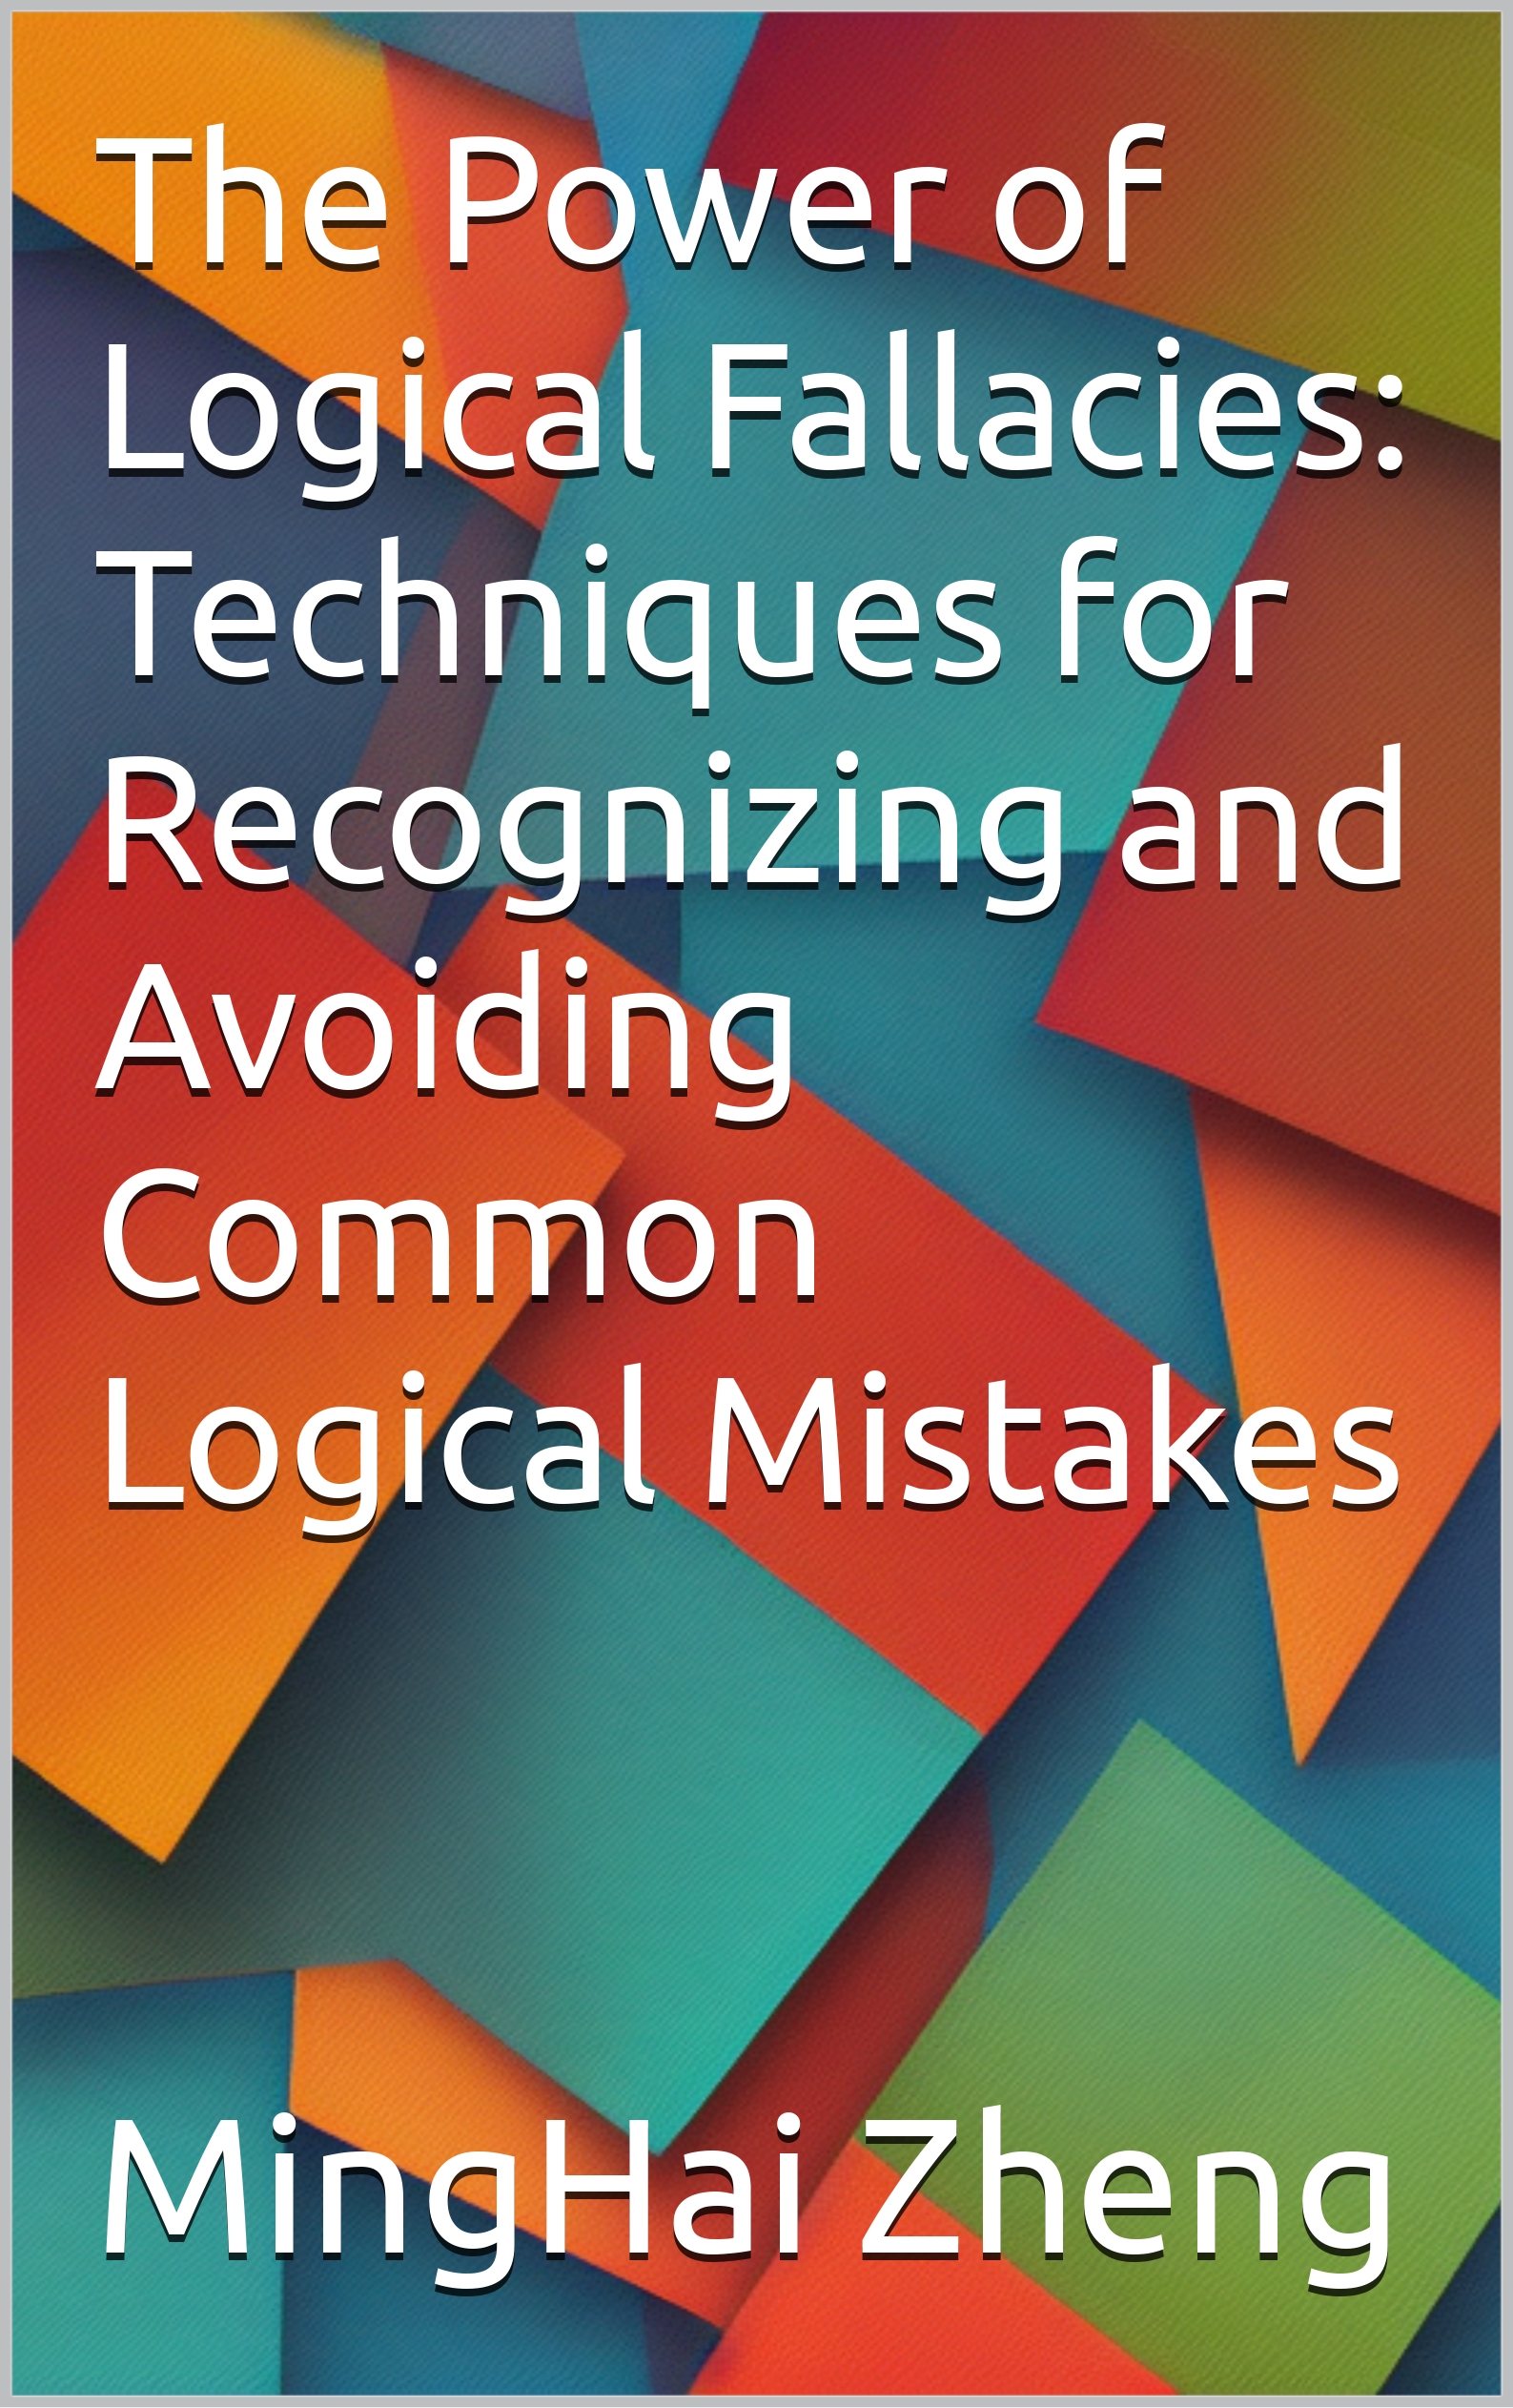 The Power of
Logical Fallacies:
Techniques for
Recognizing and
Avoiding
Common
Logical Mistakes
MingHai Zheng